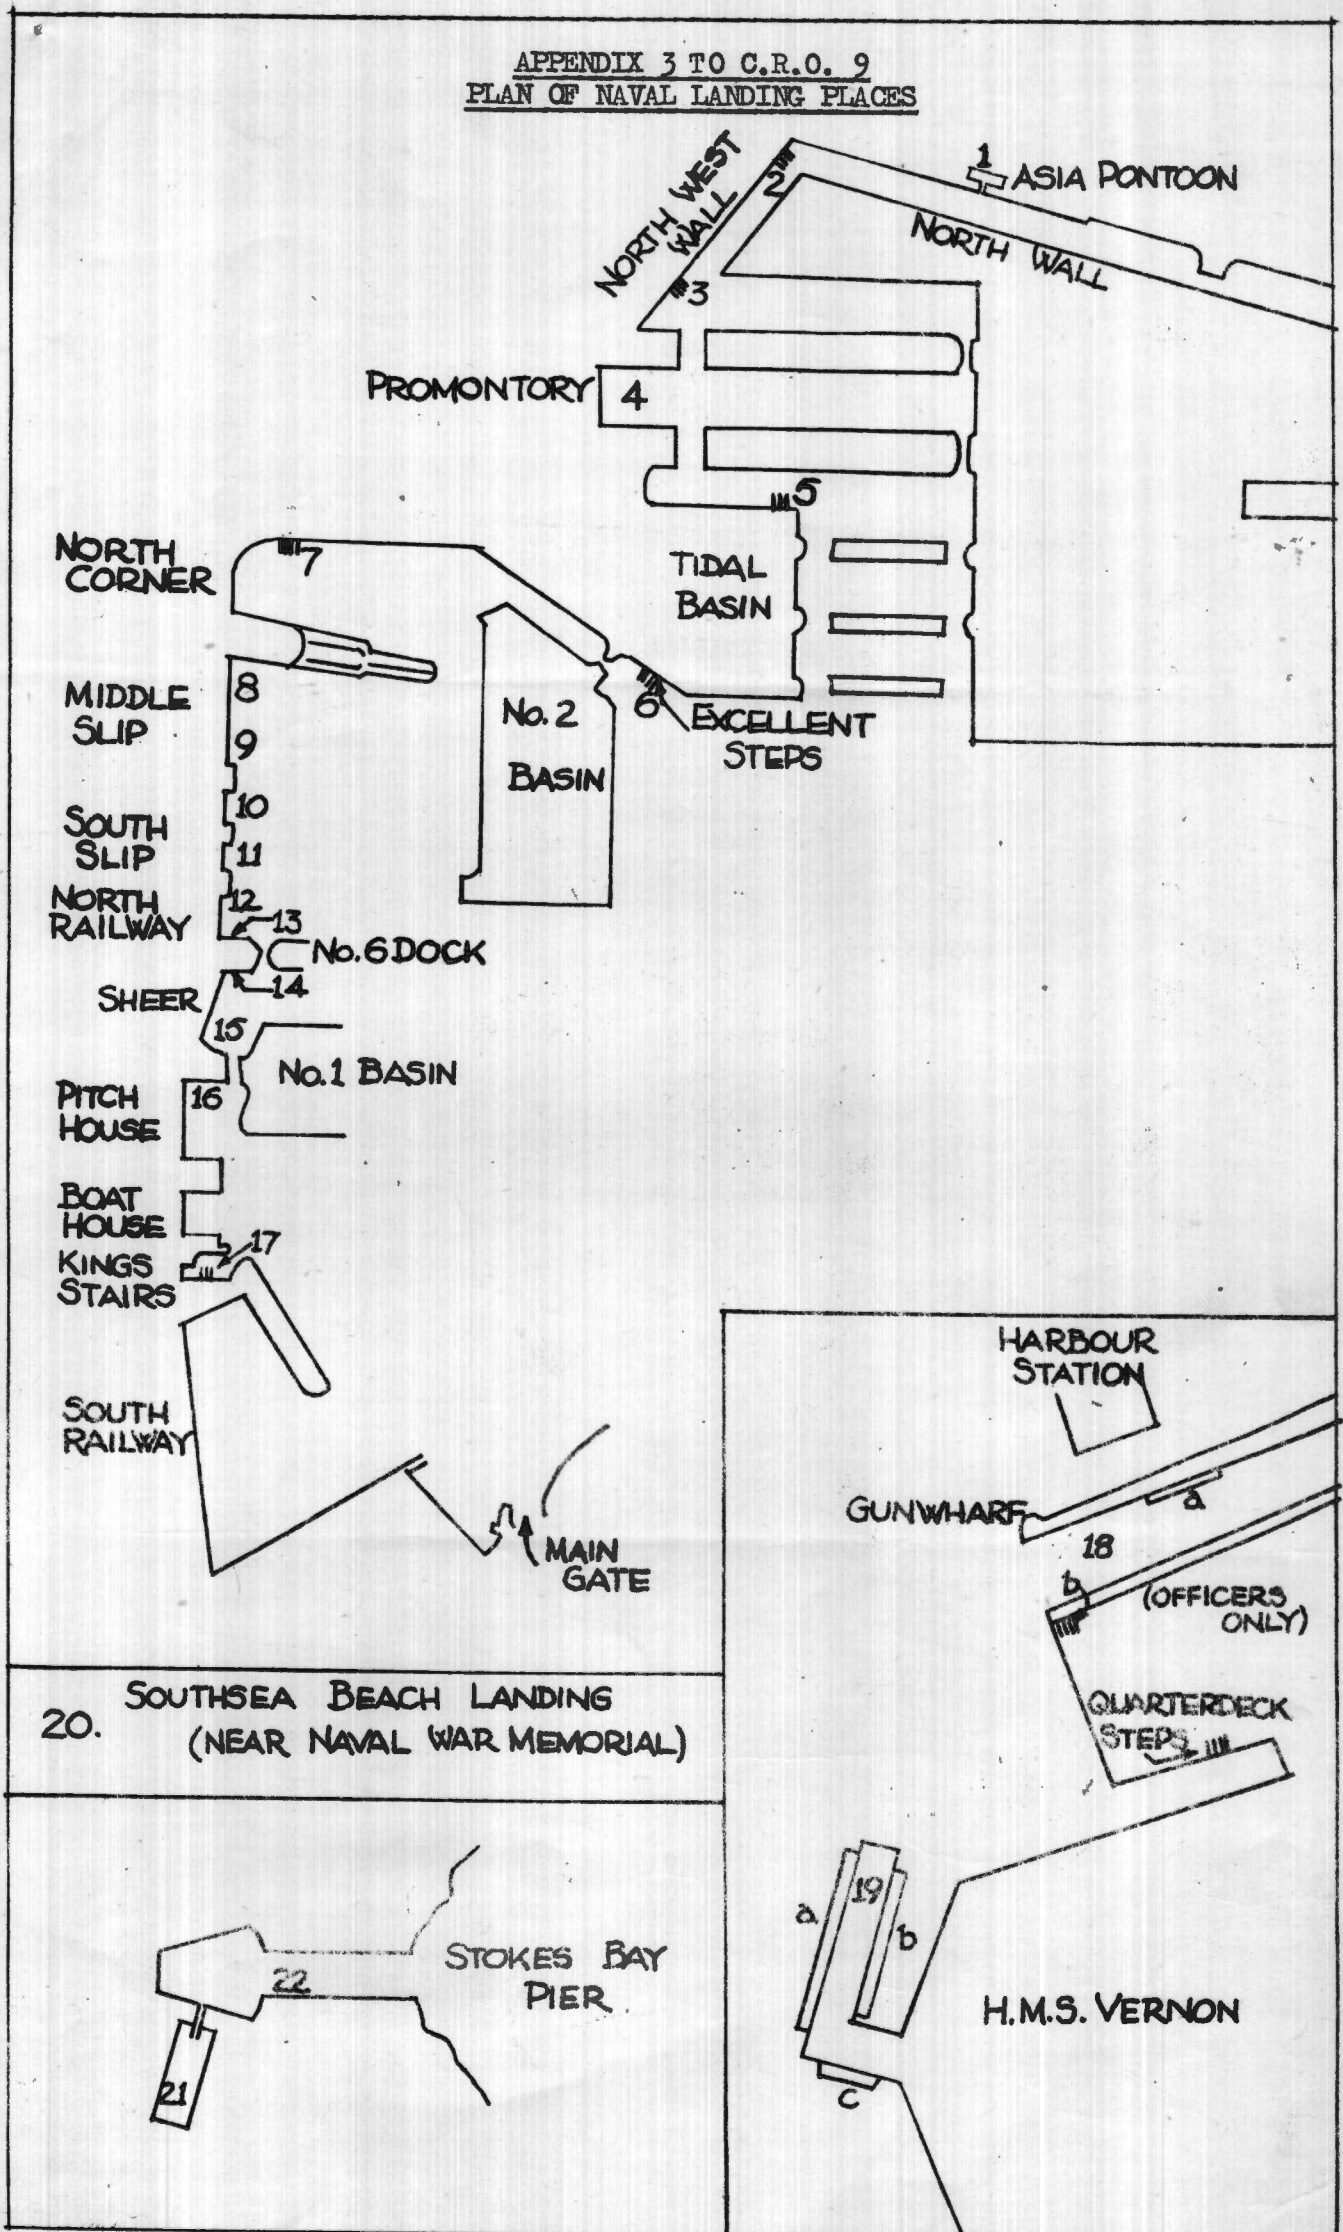 APPENDIX 3 TO C.R.O. 9
PLAN OF NAVAL LANDING PLACES
1
ASIA PONTOON
2
NORTH WEST
WALL
NORTH WALL
3
PROMONTORY
4
5
NORTH
CORNER
7
TIDAL
BASIN
6
EXCELLENT
STEPS
MIDDLE
SLIP
8
9
No. 2
BASIN
10
SOUTH
SLIP
11
NORTH
RAILWAY
12
13
No. 6 DOCK
14
SHEER
15
No. 1 BASIN
PITCH
HOUSE
16
BOAT
HOUSE
17
KINGS
STAIRS
SOUTH
RAILWAY
MAIN
GATE
HARBOUR
STATION
GUNWHARF
a
18
b
(OFFICERS
ONLY)
QUARTERDECK
STEPS
20.
SOUTHSEA BEACH LANDING
(NEAR NAVAL WAR MEMORIAL)
19
a
b
c
H.M.S. VERNON
STOKES BAY
PIER
22
21